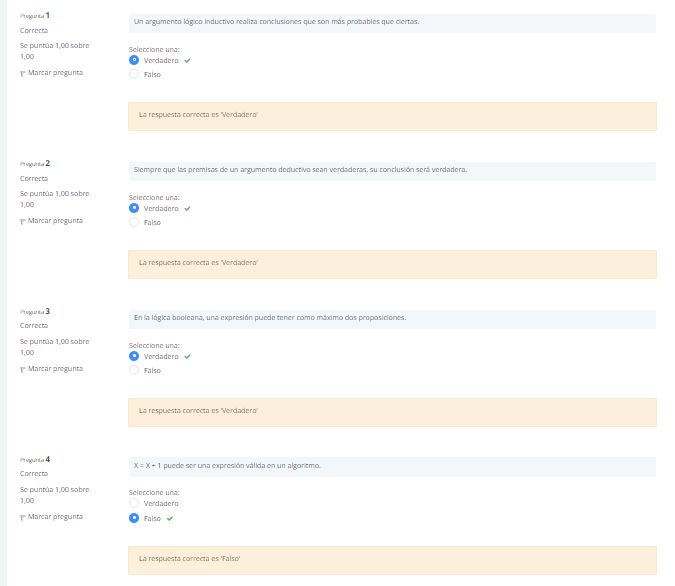 Pregunta 1
Correcta
Se puntúa 1,00 sobre
1,00
Marcar pregunta
Un argumento lógico inductivo realiza conclusiones que son más probables que ciertas.
Seleccione una:
Verdadero
Falso
La respuesta correcta es 'Verdadero'
Pregunta 2
Correcta
Se puntúa 1,00 sobre
1,00
Marcar pregunta
Siempre que las premisas de un argumento deductivo sean verdaderas, su conclusión será verdadera.
Seleccione una:
Verdadero
Falso
La respuesta correcta es 'Verdadero'
Pregunta 3
Correcta
Se puntúa 1,00 sobre
1,00
Marcar pregunta
En la lógica booleana, una expresión puede tener como máximo dos proposiciones.
Seleccione una:
Verdadero
Falso
La respuesta correcta es 'Verdadero'
Pregunta 4
Correcta
Se puntúa 1,00 sobre
1,00
Marcar pregunta
X = X + 1 puede ser una expresión válida en un algoritmo.
Seleccione una:
Verdadero
Falso
La respuesta correcta es 'Falso'